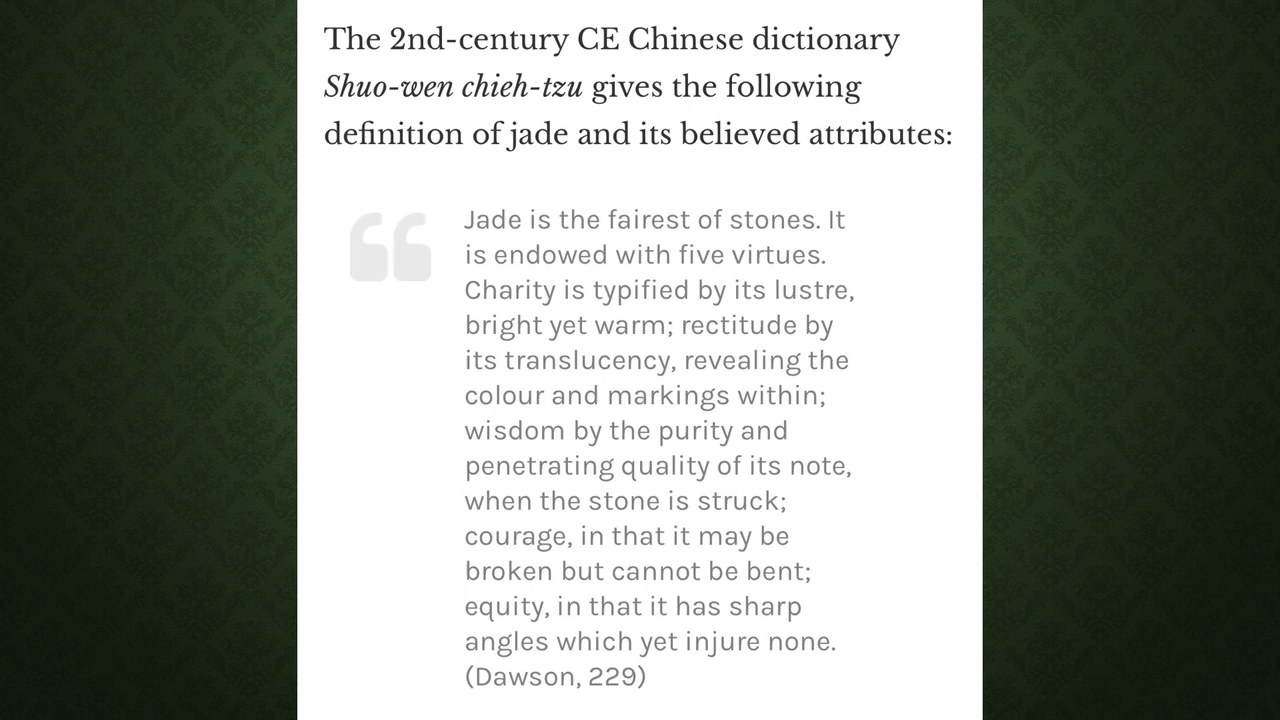 The 2nd-century CE Chinese dictionary
Shuo-wen chieh-tzu gives the following
definition of jade and its believed attributes:
Jade is the fairest of stones. It
is endowed with five virtues.
Charity is typified by its lustre,
bright yet warm; rectitude by
its translucency, revealing the
colour and markings within;
wisdom by the purity and
penetrating quality of its note,
when the stone is struck;
courage, in that it may be
broken but cannot be bent;
equity, in that it has sharp
angles which yet injure none.
(Dawson, 229)